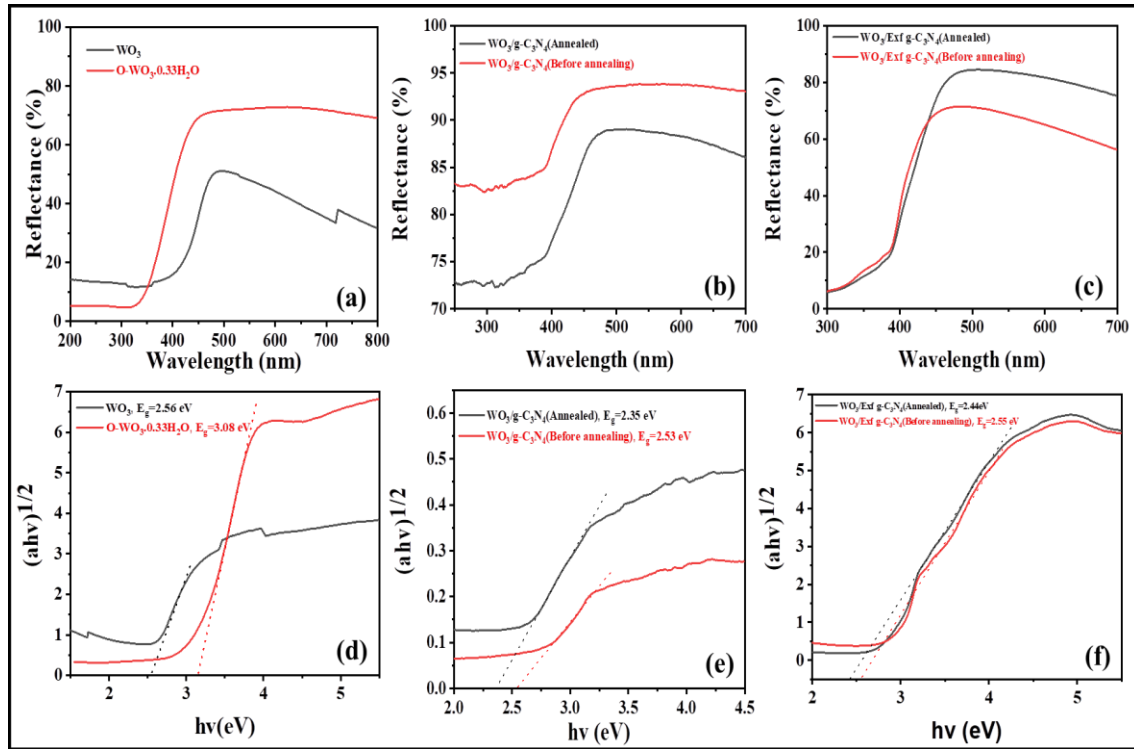 WO₃
O-WO₃.0.33H₂O
Reflectance (%)
100
80
60
40
20
0
200 300 400 500 600 700 800
Wavelength (nm)
(a)
WO₃/g-C₃N₄(Annealed)
WO₃/g-C₃N₄(Before annealing)
Reflectance (%)
100
95
90
85
80
75
70
300 400 500 600 700
Wavelength (nm)
(b)
WO₃/Exf g-C₃N₄(Annealed)
WO₃/Exf g-C₃N₄(Before annealing)
Reflectance (%)
100
80
60
40
20
0
300 400 500 600 700
Wavelength (nm)
(c)
WO₃, E_g=2.56 eV
O-WO₃.0.33H₂O, E_g=3.08 eV
(ahv)^1/2
7
6
5
4
3
2
1
0
2 3 4 5
hv(eV)
(d)
WO₃/g-C₃N₄(Annealed), E_g=2.35 eV
WO₃/g-C₃N₄(Before annealing), E_g=2.53 eV
(ahv)^1/2
0.6
0.5
0.4
0.3
0.2
0.1
0.0
2.0 2.5 3.0 3.5 4.0 4.5
hv (eV)
(e)
WO₃/Exf g-C₃N₄(Annealed), E_g=2.44eV
WO₃/Exf g-C₃N₄(Before annealing), E_g=2.55 eV
(ahv)^1/2
7
6
5
4
3
2
1
0
2 3 4 5
hv (eV)
(f)